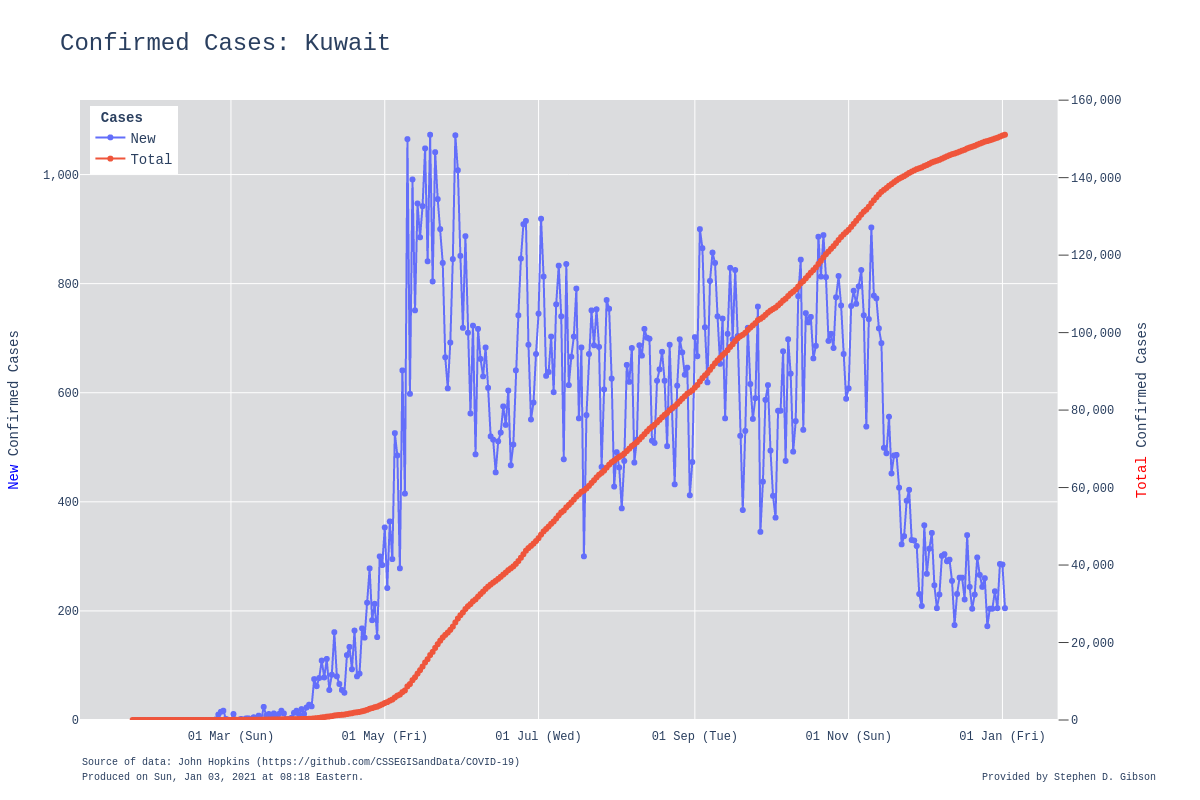 Confirmed Cases: Kuwait
Cases
New
Total
160,000
140,000
120,000
100,000
80,000
60,000
40,000
20,000
0
1,000
800
600
400
200
0
New Confirmed Cases
Total Confirmed Cases
01 Mar (Sun) 01 May (Fri) 01 Jul (Wed) 01 Sep (Tue) 01 Nov (Sun) 01 Jan (Fri)
Source of data: John Hopkins (https://github.com/CSSEGISandData/COVID-19)
Produced on Sun, Jan 03, 2021 at 08:18 Eastern.
Provided by Stephen D. Gibson